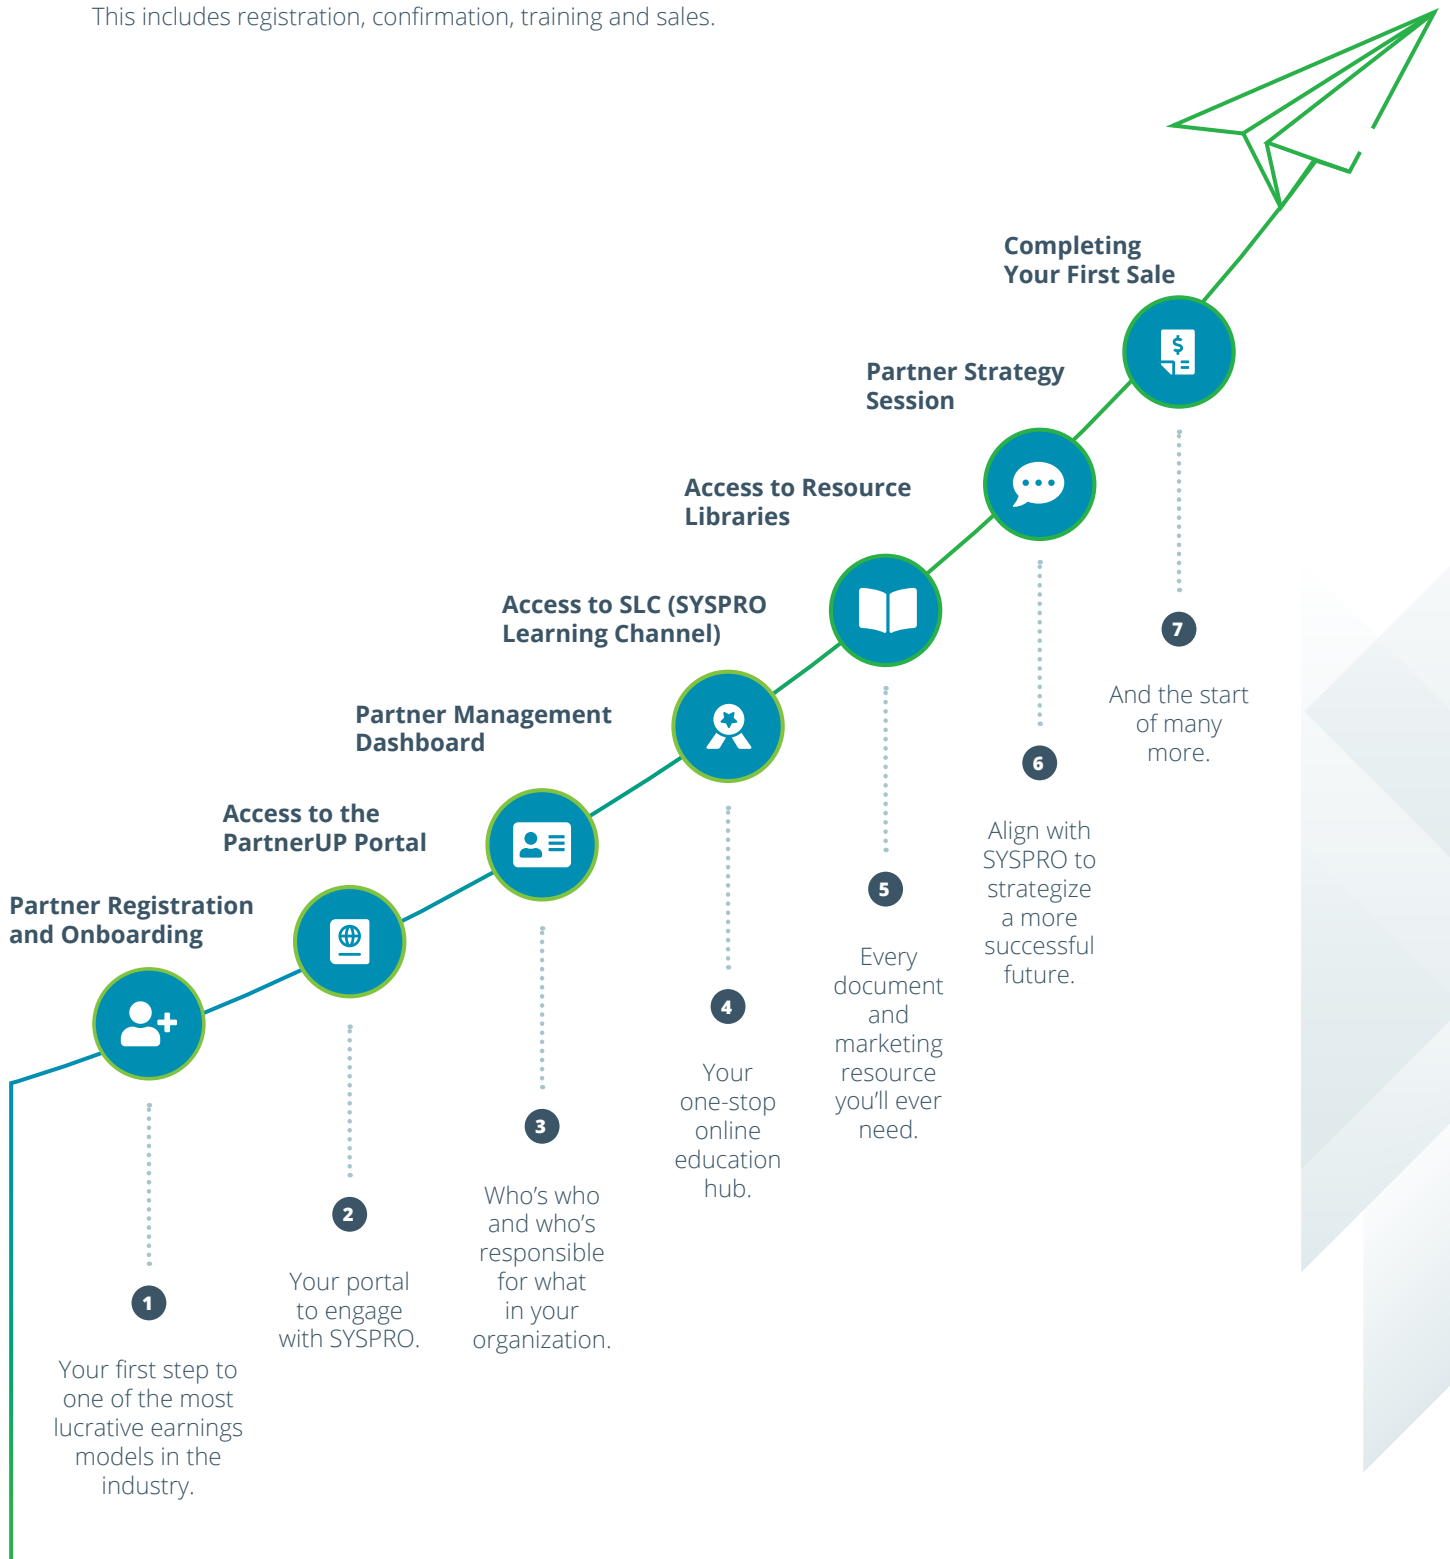 This includes registration, confirmation, training and sales.
Partner Registration
and Onboarding
1
Your first step to
one of the most
lucrative earnings
models in the
industry.
Access to the
PartnerUP Portal
2
Your portal
to engage
with SYSPRO.
Partner Management
Dashboard
3
Who’s who
and who’s
responsible
for what
in your
organization.
Access to SLC (SYSPRO
Learning Channel)
4
Your
one-stop
online
education
hub.
Access to Resource
Libraries
5
Every
document
and
marketing
resource
you’ll ever
need.
Partner Strategy
Session
6
Align with
SYSPRO to
strategize
a more
successful
future.
Completing
Your First Sale
$
7
And the start
of many
more.